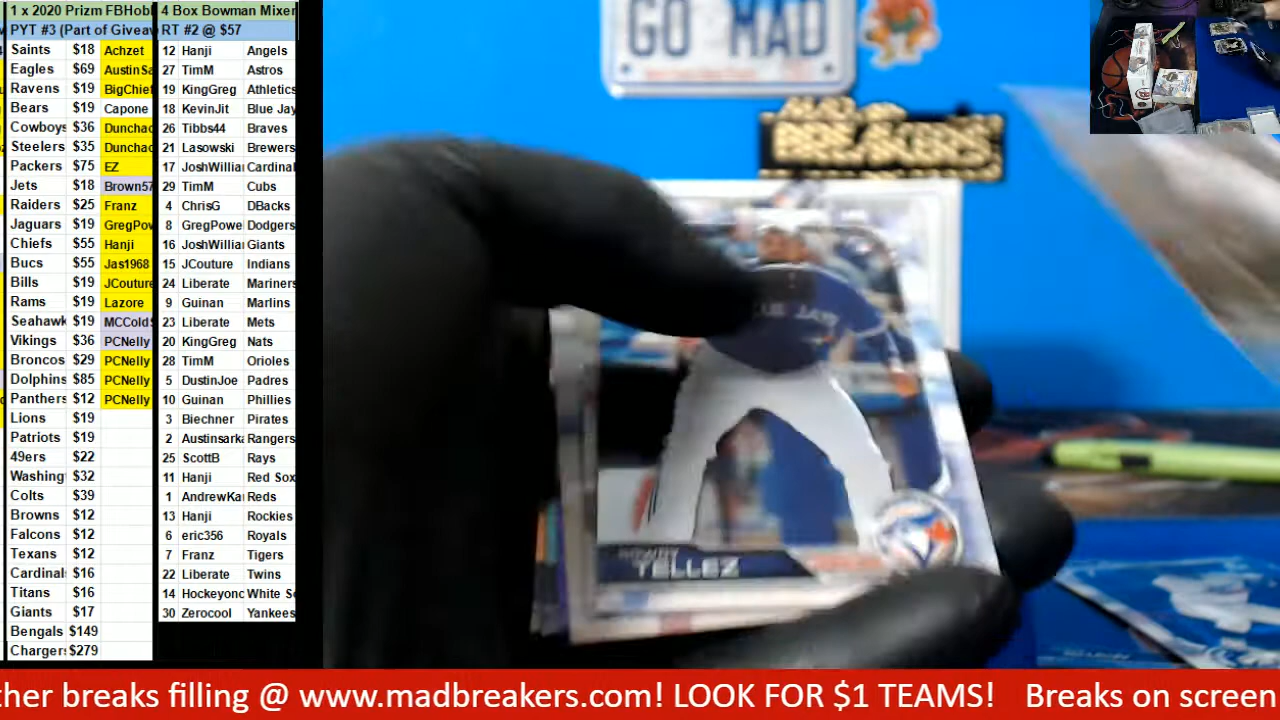 1 x 2020 Prizm FBHobl
PYT #3 (Part of Giveav
Saints $18 Achzet
Eagles $69 AustinSa
Ravens $19 BigChief
Bears $19 Capone
Cowboys $36 Dunchac
Steelers $35 Dunchac
Packers $75 EZ
Jets $18 Brown57
Raiders $25 Franz
Jaguars $19 GregPow
Chiefs $55 Hanji
Bucs $55 Jas1968
Bills $19 JCouture
Rams $19 Lazore
Seahawk $19 MCColdS
Vikings $36 PCNelly
Broncos $29 PCNelly
Dolphins $85 PCNelly
Panthers $12 PCNelly
Lions $19
Patriots $19
49ers $22
Washing $32
Colts $39
Browns $12
Falcons $12
Texans $12
Cardinal $16
Titans $16
Giants $17
Bengals $149
Charger $279
4 Box Bowman Mixer
RT #2 @ $57
12 Hanji Angels
27 TimM Astros
19 KingGreg Athletics
18 KevinJit Blue Jay
26 Tibbs44 Braves
21 Lasowski Brewers
17 JoshWillia Cardinal
29 TimM Cubs
4 ChrisG DBacks
8 GregPowe Dodgers
16 JoshWillia Giants
15 JCouture Indians
24 Liberate Mariners
9 Guinan Marlins
23 Liberate Mets
20 KingGreg Nats
28 TimM Orioles
5 DustinJoe Padres
10 Guinan Phillies
3 Biechner Pirates
2 Austinsarka Rangers
25 ScottB Rays
11 Hanji Red Sox
1 AndrewKa Reds
13 Hanji Rockies
6 eric356 Royals
7 Franz Tigers
22 Liberate Twins
14 Hockeyonc White S
30 Zerocool Yankees
GO MAD
BREAKERS
TELLEZ
ther breaks filling @ www.madbreakers.com! LOOK FOR $1 TEAMS! Breaks on screen